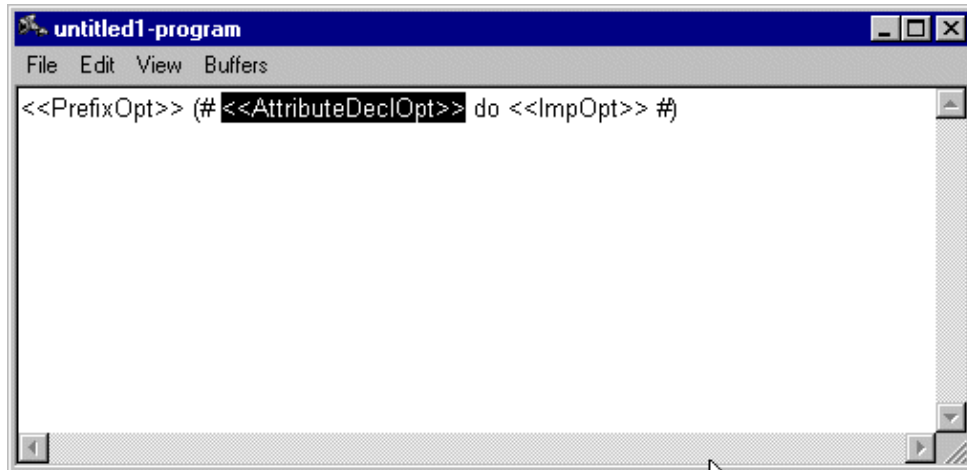 untitled1-program
File Edit View Buffers
<<PrefixOpt>> (# <<AttributeDeclOpt>> do <<ImpOpt>> #)